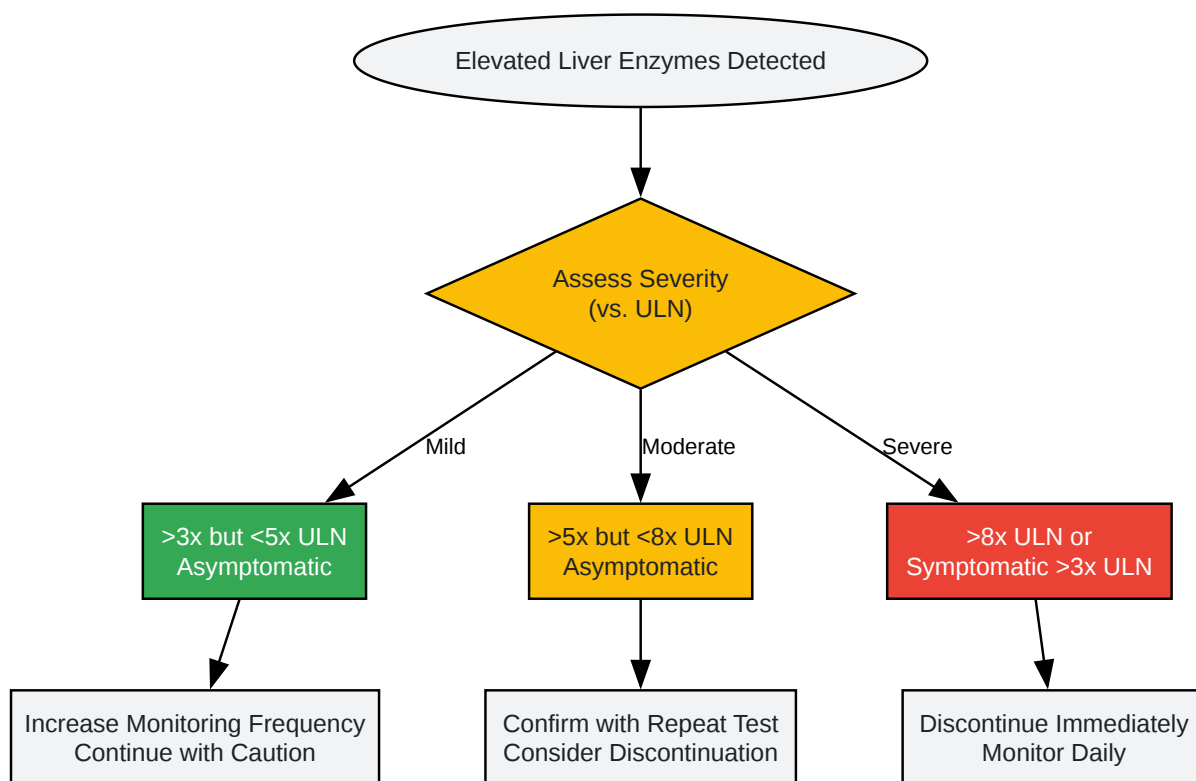 Elevated Liver Enzymes Detected
Assess Severity
(vs. ULN)
Mild
Moderate
Severe
>3x but <5x ULN
Asymptomatic
>5x but <8x ULN
Asymptomatic
>8x ULN or
Symptomatic >3x ULN
Increase Monitoring Frequency
Continue with Caution
Confirm with Repeat Test
Consider Discontinuation
Discontinue Immediately
Monitor Daily